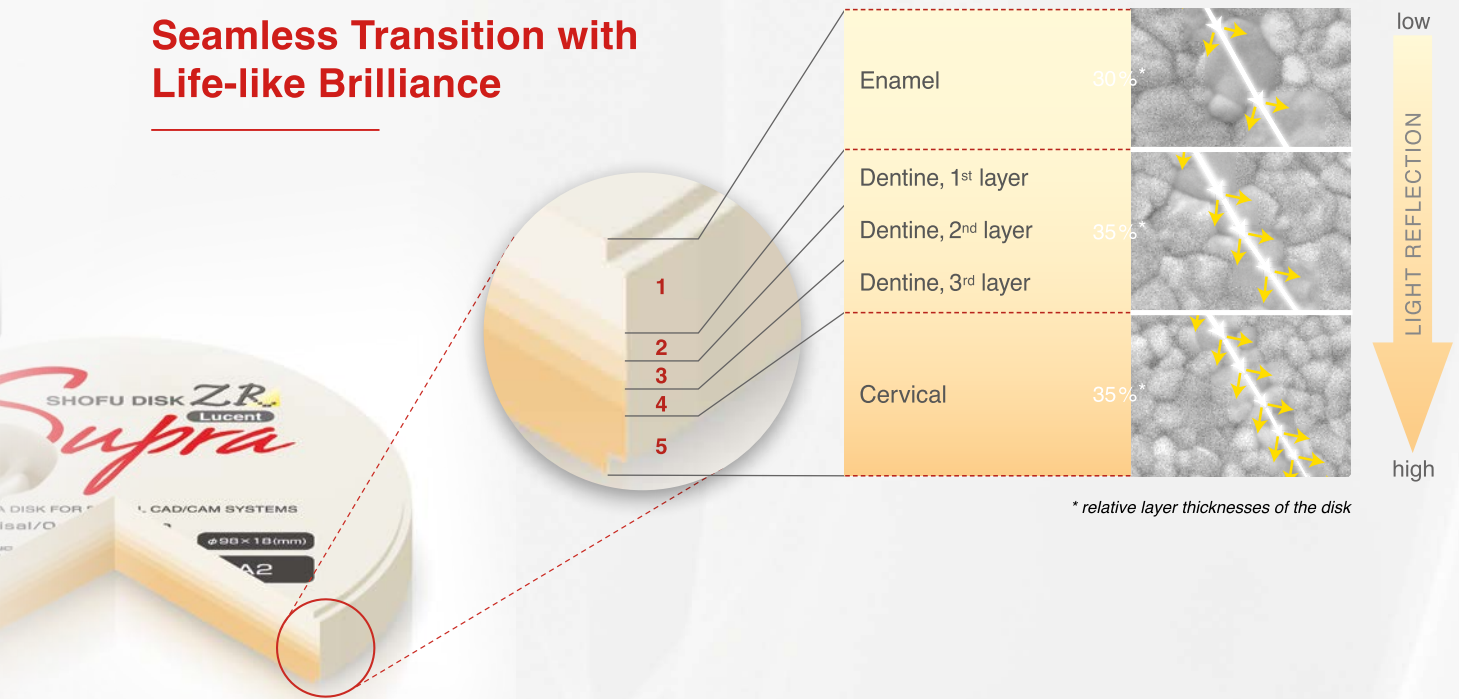 Seamless Transition with
Life-like Brilliance
SHOFU DISK ZR
Lucent
Supra
A DISK FOR
CAD/CAM SYSTEMS
φ98×18(mm)
A2
1
2
3
4
5
Enamel 30%*
Dentine, 1st layer
Dentine, 2nd layer 35%*
Dentine, 3rd layer
Cervical 35%*
low
LIGHT REFLECTION
high
* relative layer thicknesses of the disk